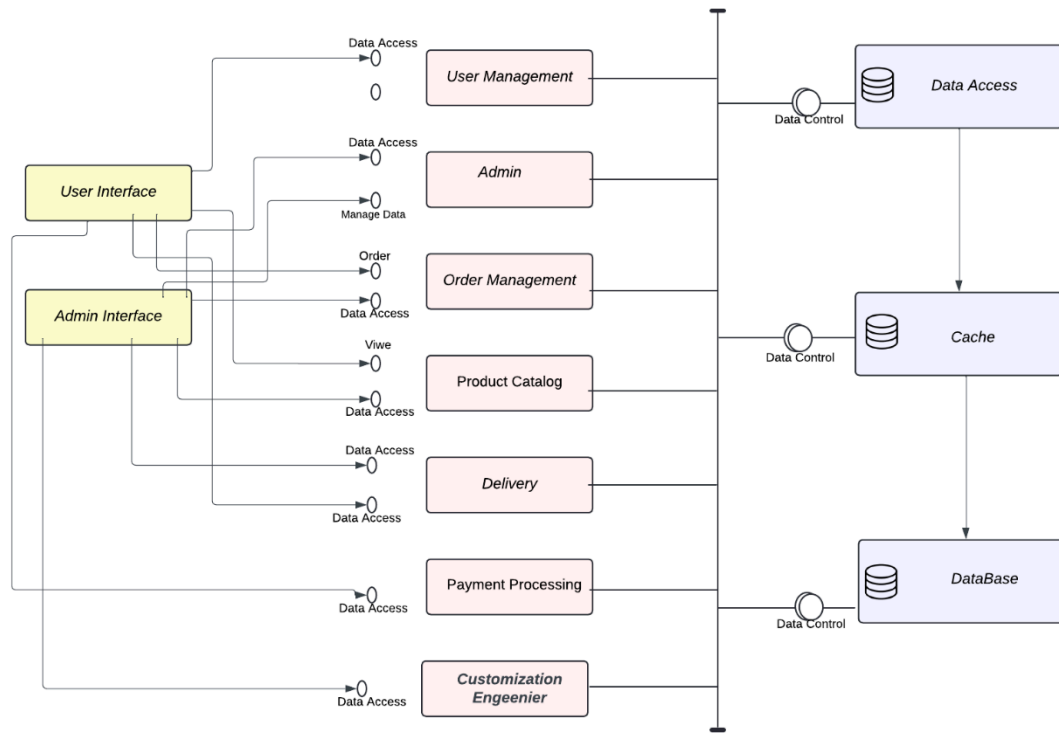 Data Access
User Management
Data Access
Data Control
Data Access
Admin
User Interface
Manage Data
Order
Order Management
Data Access
Admin Interface
Viwe
Cache
Data Control
Product Catalog
Data Access
Data Access
Delivery
Data Access
Payment Processing
DataBase
Data Access
Data Control
Customization
Engeenier
Data Access